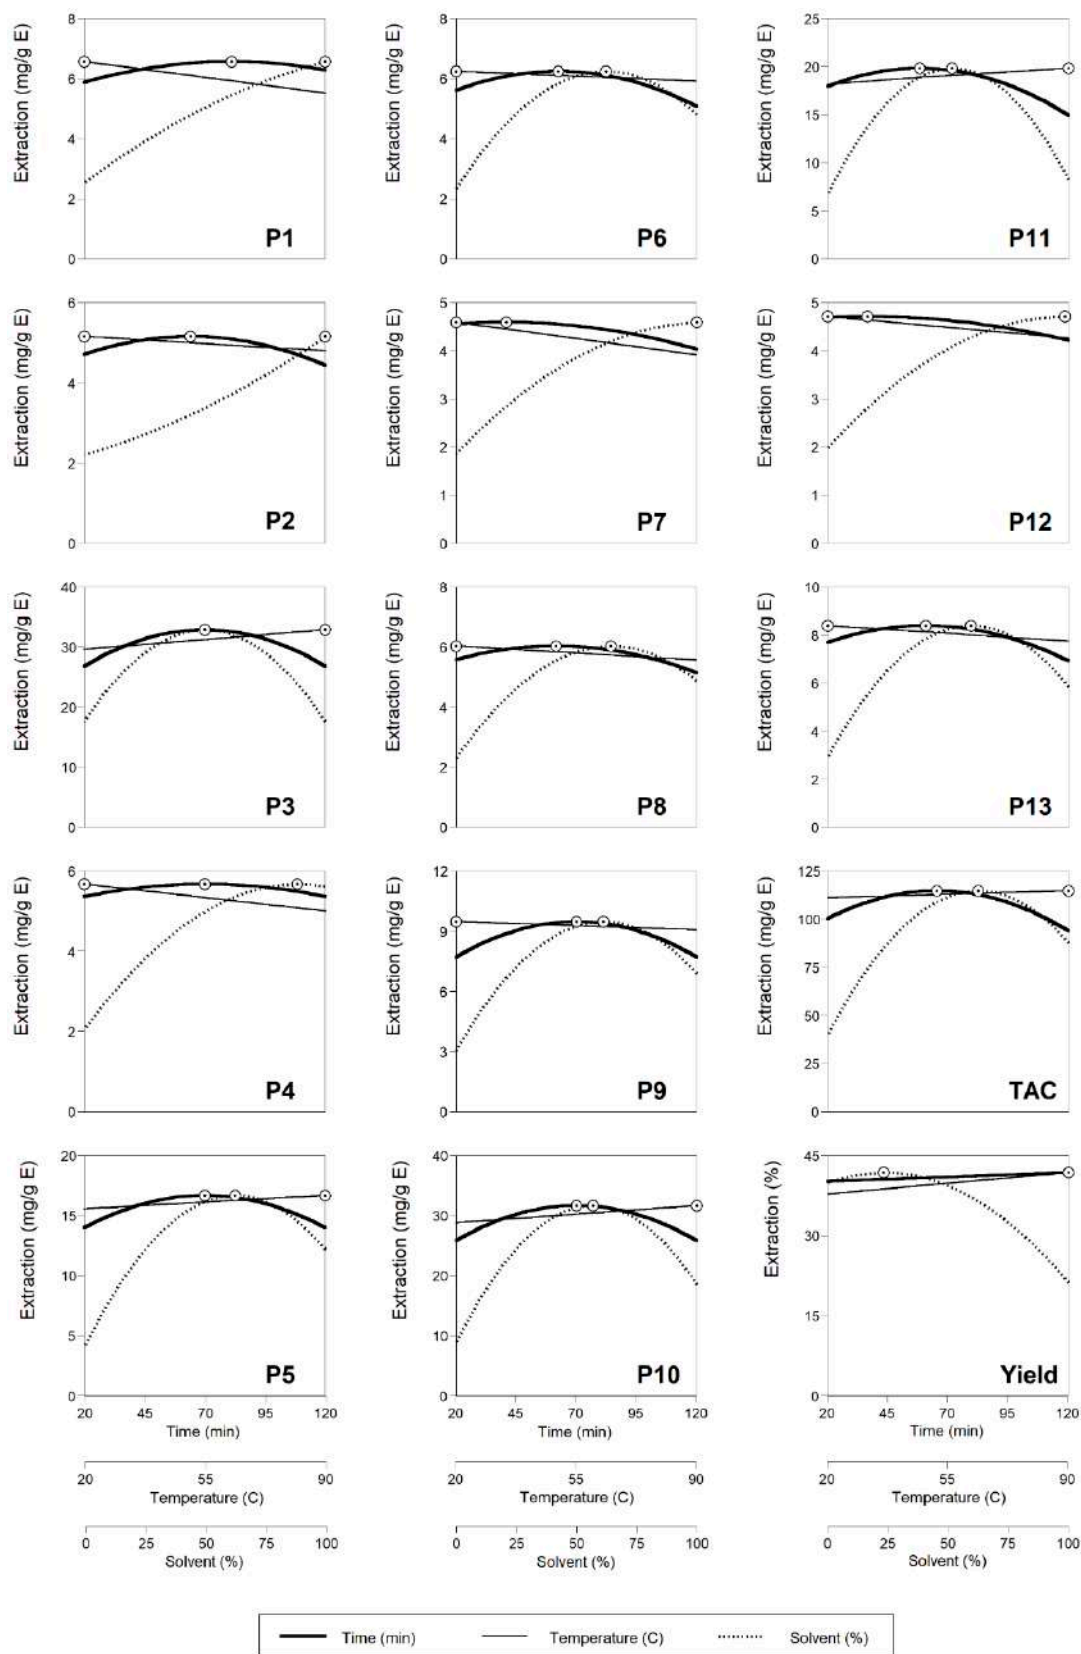 8
6
4
2
0
Extraction (mg/g E)
P1
8
6
4
2
0
Extraction (mg/g E)
P6
25
20
15
10
5
0
Extraction (mg/g E)
P11
6
4
2
0
Extraction (mg/g E)
P2
5
4
3
2
1
0
Extraction (mg/g E)
P7
5
4
3
2
1
0
Extraction (mg/g E)
P12
40
30
20
10
0
Extraction (mg/g E)
P3
8
6
4
2
0
Extraction (mg/g E)
P8
10
8
6
4
2
0
Extraction (mg/g E)
P13
6
4
2
0
Extraction (mg/g E)
P4
12
9
6
3
0
Extraction (mg/g E)
P9
125
100
75
50
25
0
Extraction (mg/g E)
TAC
20
15
10
5
0
Extraction (mg/g E)
P5
40
30
20
10
0
Extraction (mg/g E)
P10
45
30
15
0
Extraction (%)
Yield
20 45 70 95 120
Time (min)
20 45 70 95 120
Time (min)
20 45 70 95 120
Time (min)
20 55 90
Temperature (C)
20 55 90
Temperature (C)
20 55 90
Temperature (C)
0 25 50 75 100
Solvent (%)
0 25 50 75 100
Solvent (%)
0 25 50 75 100
Solvent (%)
Time (min) Temperature (C) Solvent (%)